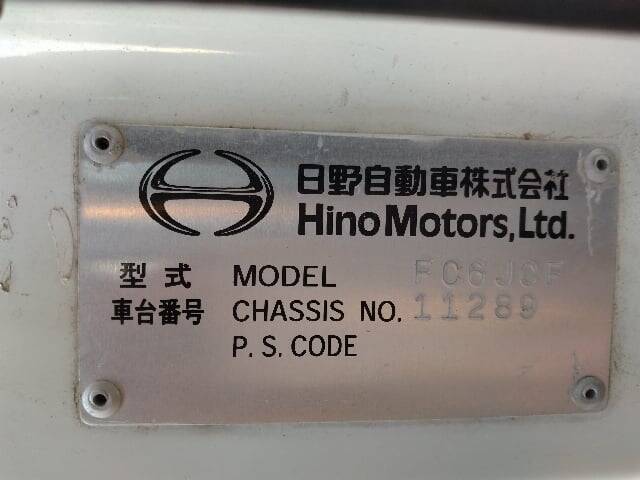 日野自動車株式会社
Hino Motors, Ltd.
型式 MODEL FC6JCF
車台番号 CHASSIS NO. 11289
P. S. CODE